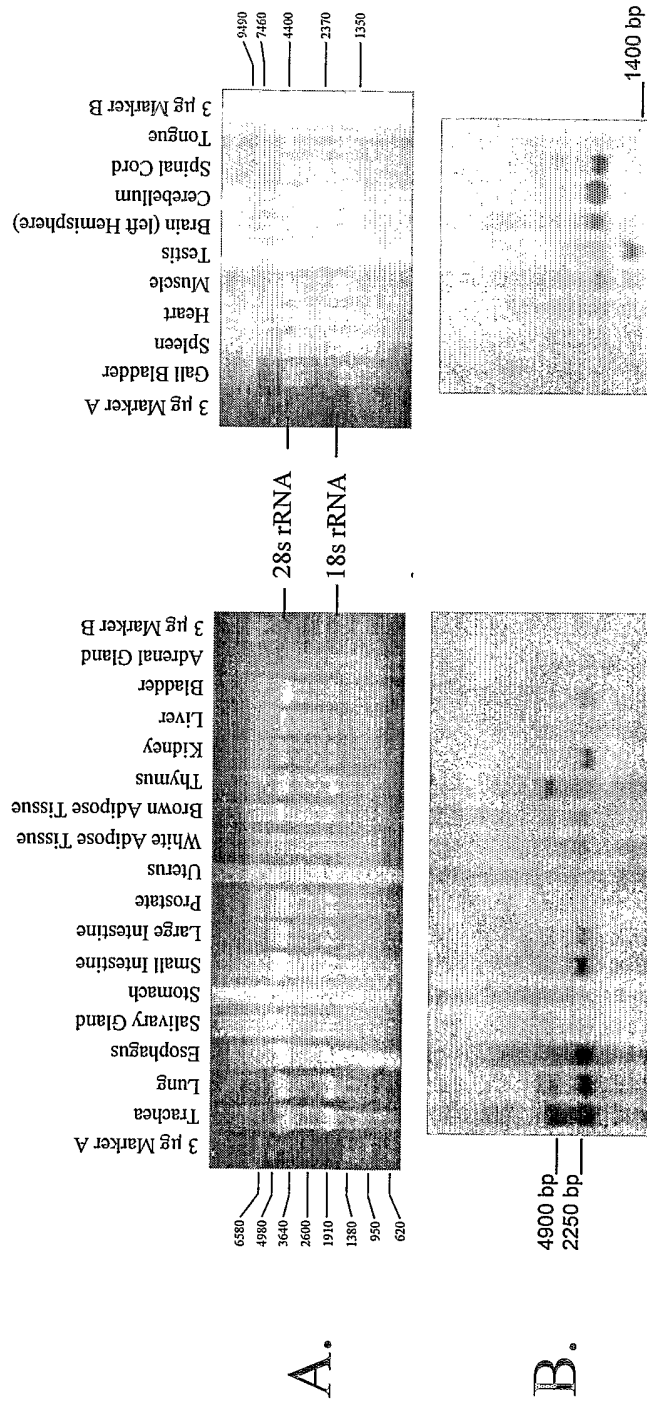 A.
3 µg Marker A
Trachea
Lung
Esophagus
Salivary Gland
Stomach
Small Intestine
Large Intestine
Prostate
Uterus
White Adipose Tissue
Brown Adipose Tissue
Thymus
Kidney
Liver
Bladder
Adrenal Gland
3 µg Marker B
6580
4980
3640
2600
1910
1380
950
620
28s rRNA
18s rRNA
3 µg Marker A
Gall Bladder
Spleen
Heart
Muscle
Testis
Brain (left Hemisphere)
Cerebellum
Spinal Cord
Tongue
3 µg Marker B
9490
7460
4400
2370
1350
B.
4900 bp
2250 bp
1400 bp